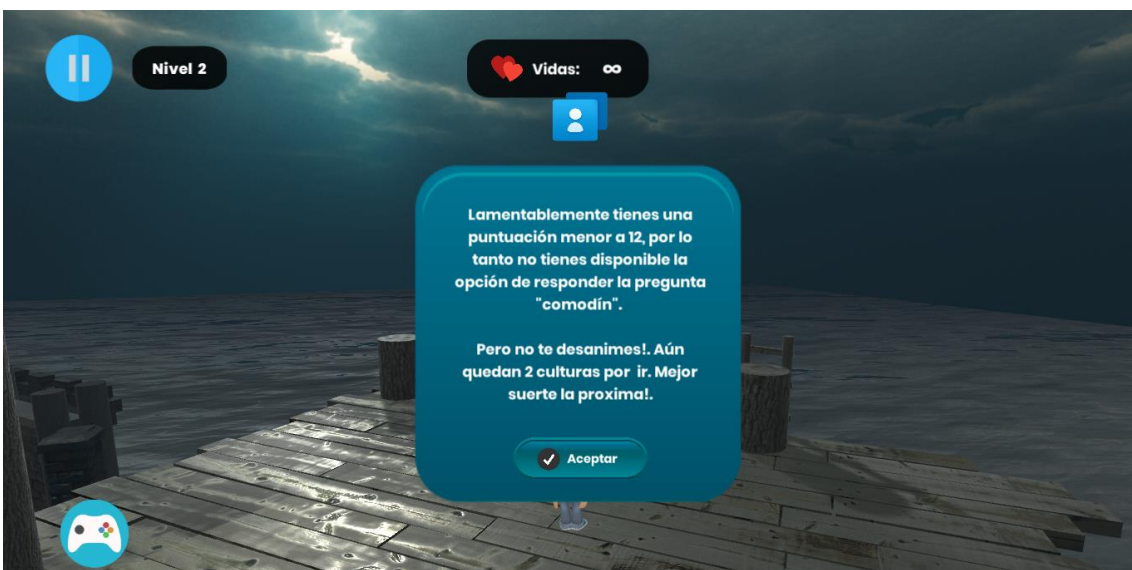 Nivel 2
Vidas: ∞
Lamentablemente tienes una
puntuación menor a 12, por lo
tanto no tienes disponible la
opción de responder la pregunta
"comodín".
Pero no te desanimes!. Aún
quedan 2 culturas por  ir. Mejor
suerte la proxima!.
Aceptar